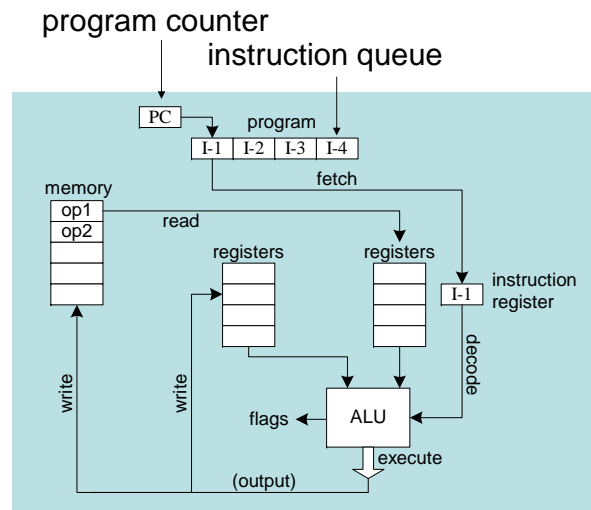 program counter
instruction queue
PC
program
I-1 I-2 I-3 I-4
fetch
memory
op1
op2
read
registers
registers
I-1
instruction
register
decode
write
write
flags
ALU
execute
(output)